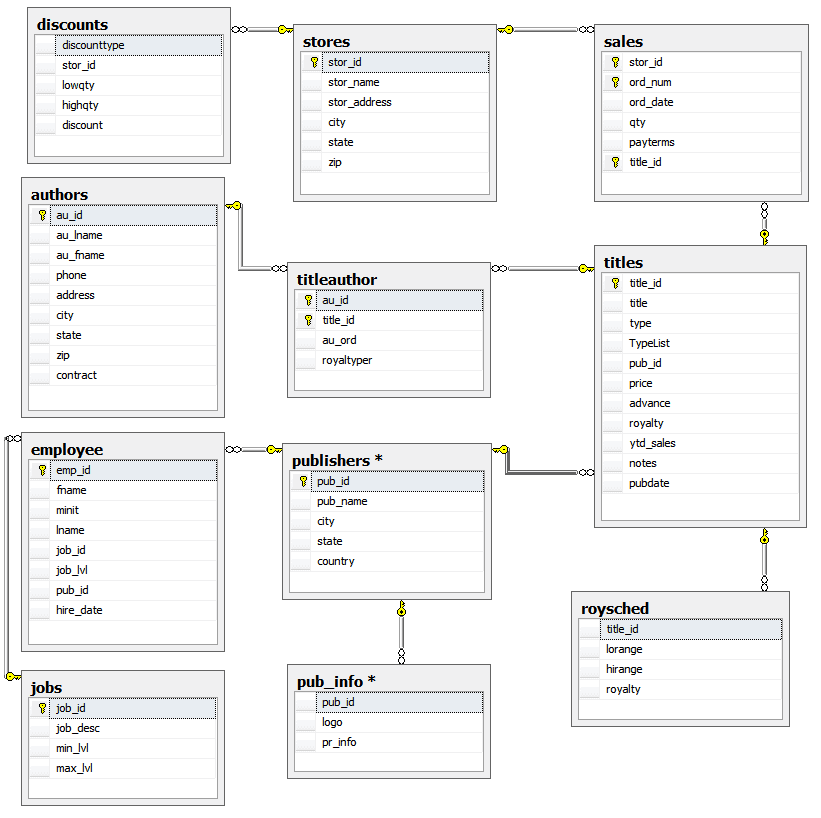 discounts
discounttype
stor_id
lowqty
highqty
discount
stores
stor_id
stor_name
stor_address
city
state
zip
sales
stor_id
ord_num
ord_date
qty
payterms
title_id
authors
au_id
au_lname
au_fname
phone
address
city
state
zip
contract
titleauthor
au_id
title_id
au_ord
royaltyper
titles
title_id
title
type
TypeList
pub_id
price
advance
royalty
ytd_sales
notes
pubdate
employee
emp_id
fname
minit
lname
job_id
job_lvl
pub_id
hire_date
publishers *
pub_id
pub_name
city
state
country
roysched
title_id
lorange
hirange
royalty
jobs
job_id
job_desc
min_lvl
max_lvl
pub_info *
pub_id
logo
pr_info